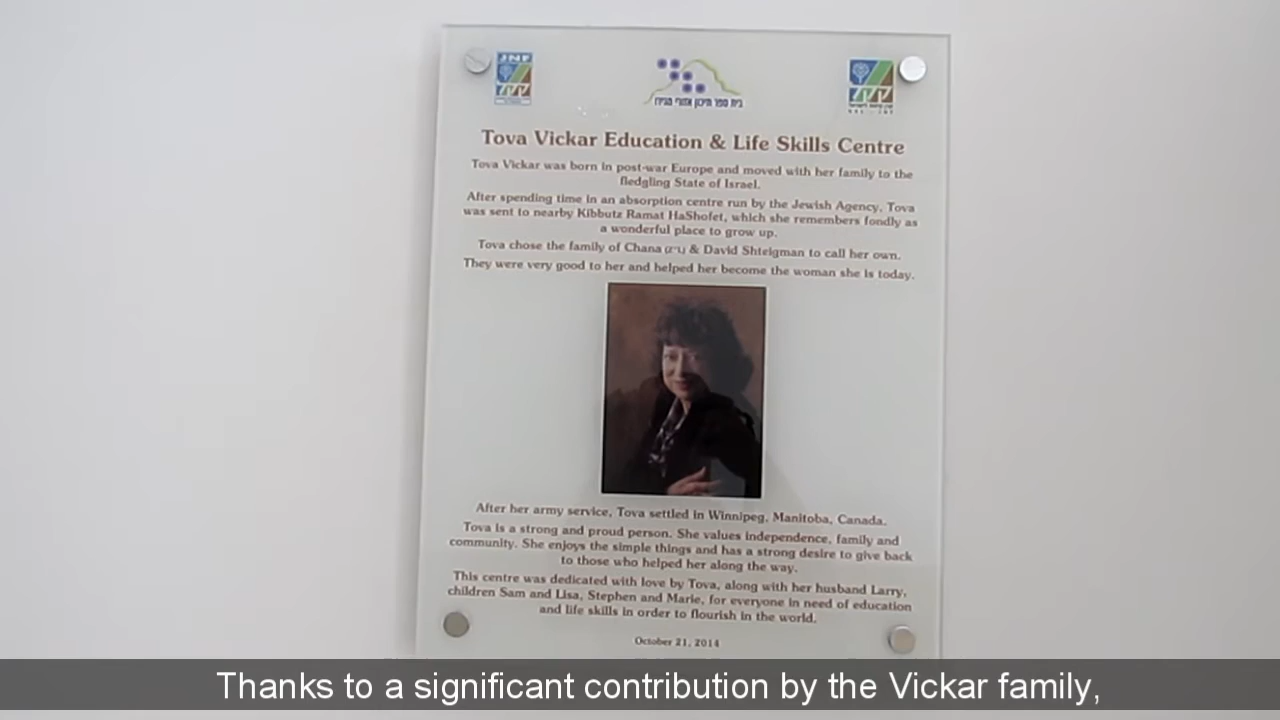 JNF
בית ספר תיכון אזורי מגידו
Tova Vickar Education & Life Skills Centre
Tova Vickar was born in post-war Europe and moved with her family to the
fledgling State of Israel.
After spending time in an absorption centre run by the Jewish Agency, Tova
was sent to nearby Kibbutz Ramat HaShofet, which she remembers fondly as
a wonderful place to grow up.
Tova chose the family of Chana (ז"ל) & David Shteigman to call her own.
They were very good to her and helped her become the woman she is today.
After her army service, Tova settled in Winnipeg, Manitoba, Canada.
Tova is a strong and proud person. She values independence, family and
community. She enjoys the simple things and has a strong desire to give back
to those who helped her along the way.
This centre was dedicated with love by Tova, along with her husband Larry,
children Sam and Lisa, Stephen and Marie, for everyone in need of education
and life skills in order to flourish in the world.
October 21, 2014
Thanks to a significant contribution by the Vickar family,